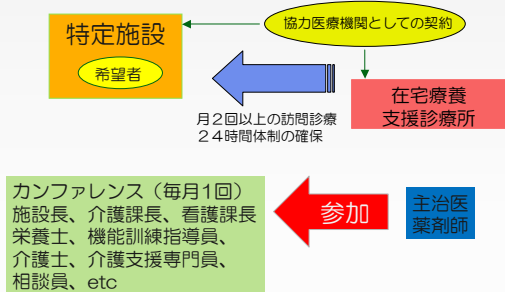 特定施設
希望者
協力医療機関としての契約
月２回以上の訪問診療
２４時間体制の確保
在宅療養
支援診療所
カンファレンス（毎月1回）
施設長、介護課長、看護課長
栄養士、機能訓練指導員、
介護士、介護支援専門員、
相談員、etc
参加
主治医
薬剤師